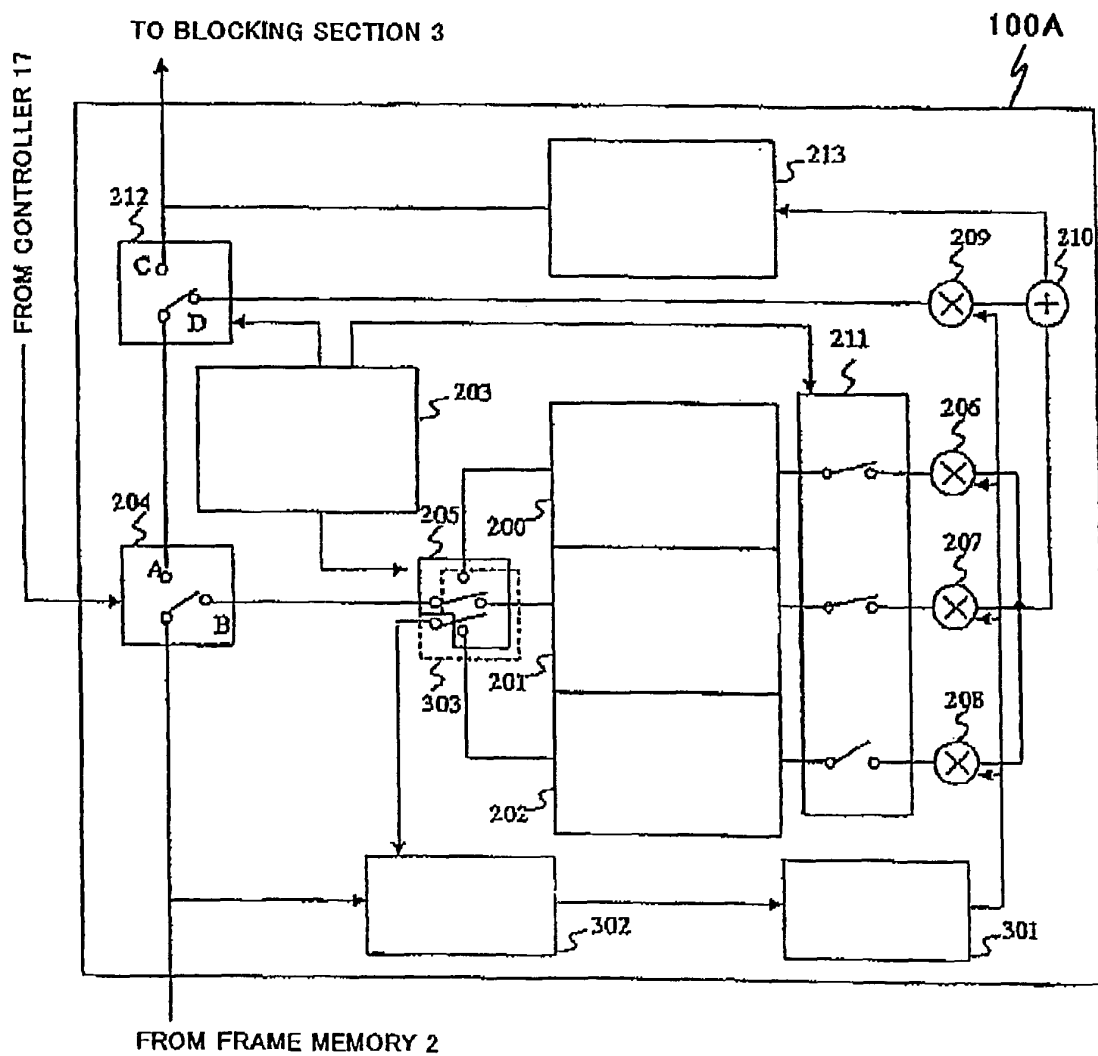 TO BLOCKING SECTION 3
100A
FROM CONTROLLER 17
213
212
C
D
209
210
203
211
206
204
A
B
205
200
207
303
201
208
202
302
301
FROM FRAME MEMORY 2